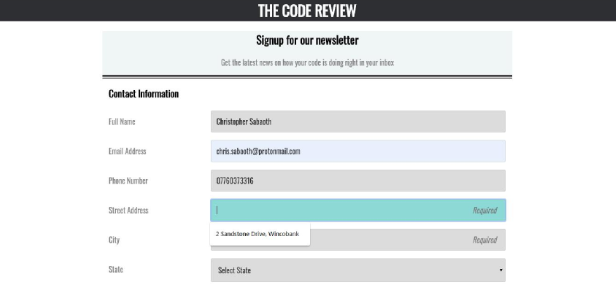 THE CODE REVIEW
Signup for our newsletter
Get the latest news on how your code is doing right in your inbox
Contact Information
Full Name Christopher Sabaoth
Email Address chris.sabaoth@protonmail.com
Phone Number 07760373316
Street Address Required
2 Sandstone Drive, Wincobank
City Required
State Select State